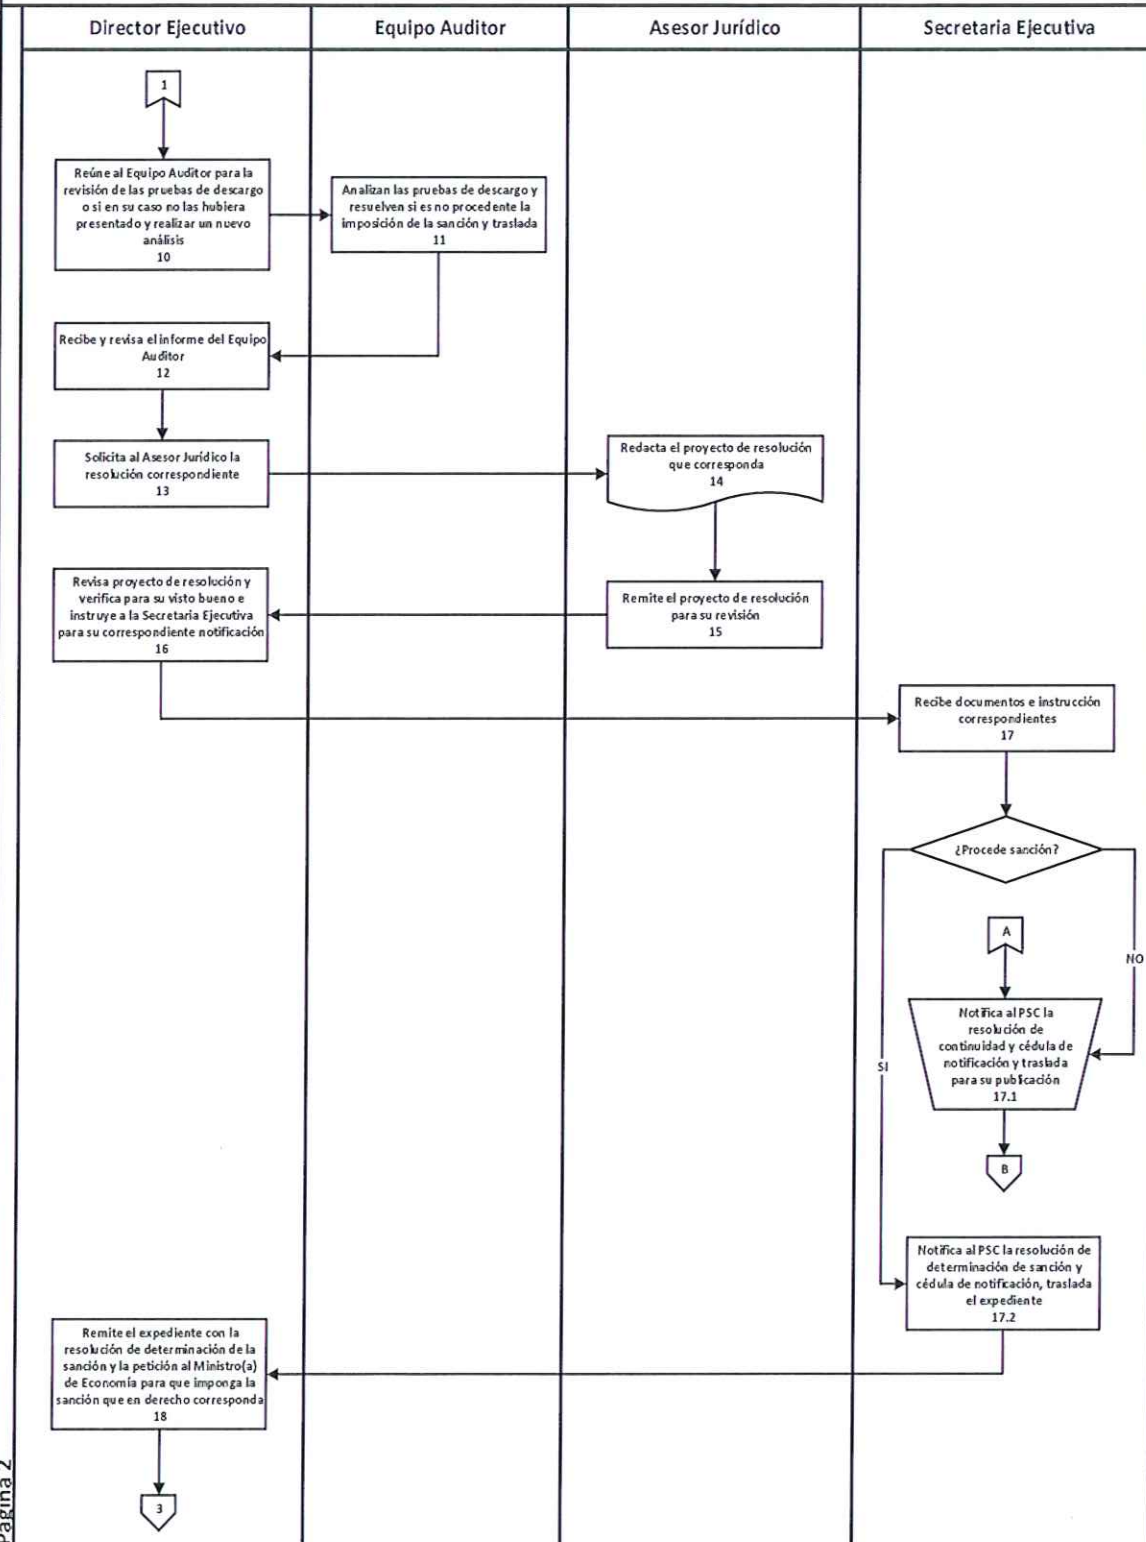 Director Ejecutivo
Equipo Auditor
Asesor Jurídico
Secretaria Ejecutiva
1
Reúne al Equipo Auditor para la
revisión de las pruebas de descargo
o si en su caso no las hubiera
presentado y realizar un nuevo
análisis
10
Analizan las pruebas de descargo y
resuelven si es no procedente la
imposición de la sanción y traslada
11
Recibe y revisa el informe del Equipo
Auditor
12
Solicita al Asesor Jurídico la
resolución correspondiente
13
Redacta el proyecto de resolución
que corresponda
14
Remite el proyecto de resolución
para su revisión
15
Revisa proyecto de resolución y
verifica para su visto bueno e
instruye a la Secretaria Ejecutiva
para su correspondiente notificación
16
Recibe documentos e instrucción
correspondientes
17
¿Procede sanción?
A
NO
Notifica al PSC la
resolución de
continuidad y cédula de
notificación y traslada
para su publicación
17.1
SI
B
Notifica al PSC la resolución de
determinación de sanción y
cédula de notificación, traslada
el expediente
17.2
Remite el expediente con la
resolución de determinación de la
sanción y la petición al Ministro(a)
de Economía para que imponga la
sanción que en derecho corresponda
18
3
Página 2